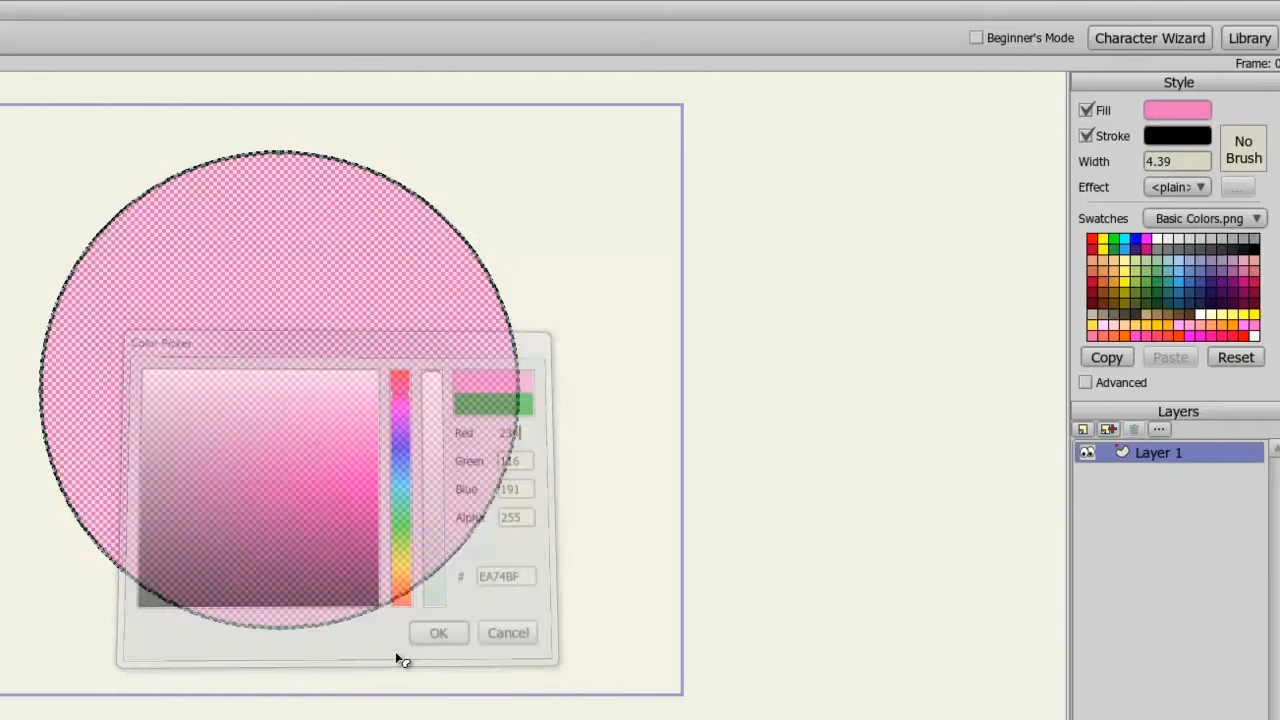 Beginner's Mode
Character Wizard
Library
Frame: 0
Style
Fill
Stroke
No Brush
Width 4.39
Effect <plain> ...
Swatches Basic Colors.png
Copy Paste Reset
Advanced
Layers
...
Layer 1
Color Picker
Red
Green 116
Blue 191
Alpha 255
# EA74BF
OK Cancel